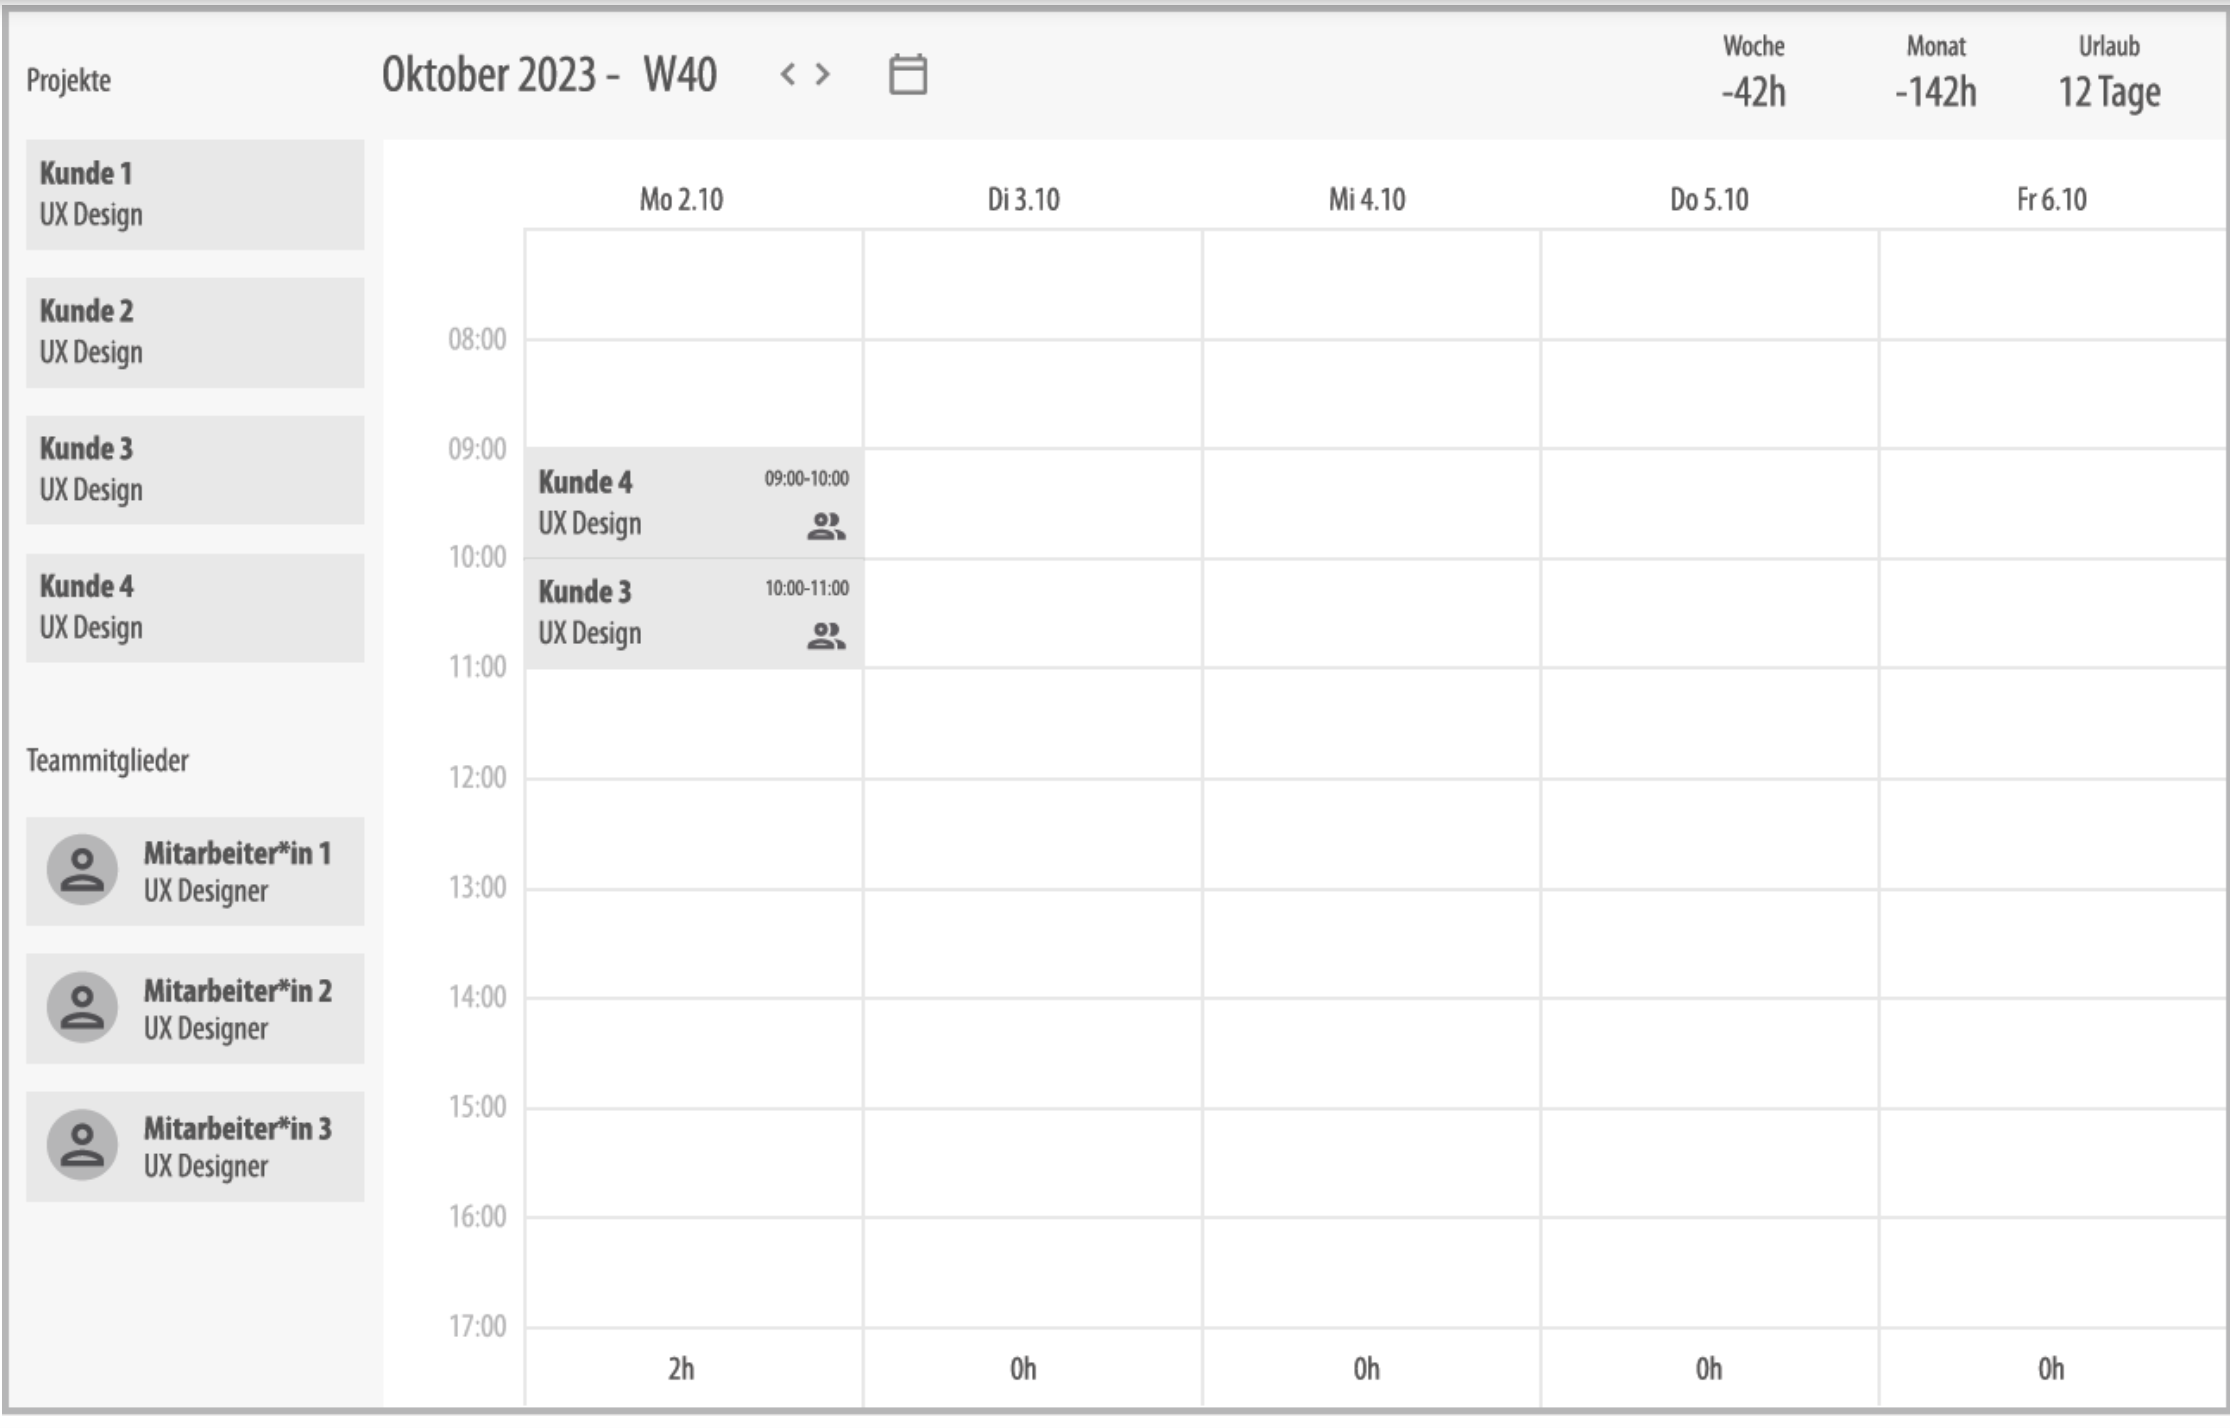 Projekte
Kunde 1
UX Design
Kunde 2
UX Design
Kunde 3
UX Design
Kunde 4
UX Design
Teammitglieder
Mitarbeiter*in 1
UX Designer
Mitarbeiter*in 2
UX Designer
Mitarbeiter*in 3
UX Designer
Oktober 2023 - W40 < >
Woche Monat Urlaub
-42h -142h 12 Tage
Mo 2.10 Di 3.10 Mi 4.10 Do 5.10 Fr 6.10
08:00
09:00
Kunde 4 09:00-10:00
UX Design
10:00
Kunde 3 10:00-11:00
UX Design
11:00
12:00
13:00
14:00
15:00
16:00
17:00
2h 0h 0h 0h 0h